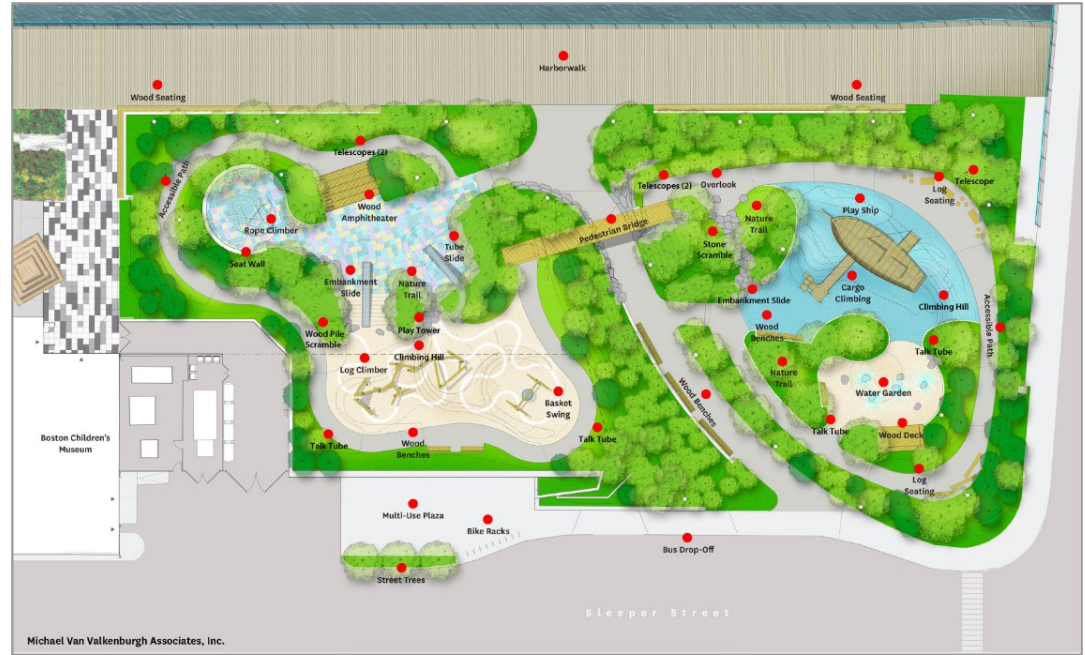 Harborwalk
Wood Seating
Wood Seating
Telescopes (2)
Accessible Path
Wood
Amphitheater
Rope Climber
Seat Wall
Tube
Slide
Embankment
Slide
Nature
Trail
Wood Pile
Scramble
Play Tower
Climbing Hill
Log Climber
Basket
Swing
Talk Tube
Wood
Benches
Talk Tube
Pedestrian Bridge
Telescopes (2)
Overlook
Stone
Scramble
Nature
Trail
Play Ship
Log
Seating
Telescope
Cargo
Climbing
Embankment Slide
Wood
Benches
Climbing Hill
Accessible Path
Talk Tube
Nature
Trail
Water Garden
Wood Benches
Talk Tube
Wood Deck
Log
Seating
Boston Children's
Museum
Multi-Use Plaza
Bike Racks
Bus Drop-Off
Street Trees
Sleeper Street
Michael Van Valkenburgh Associates, Inc.